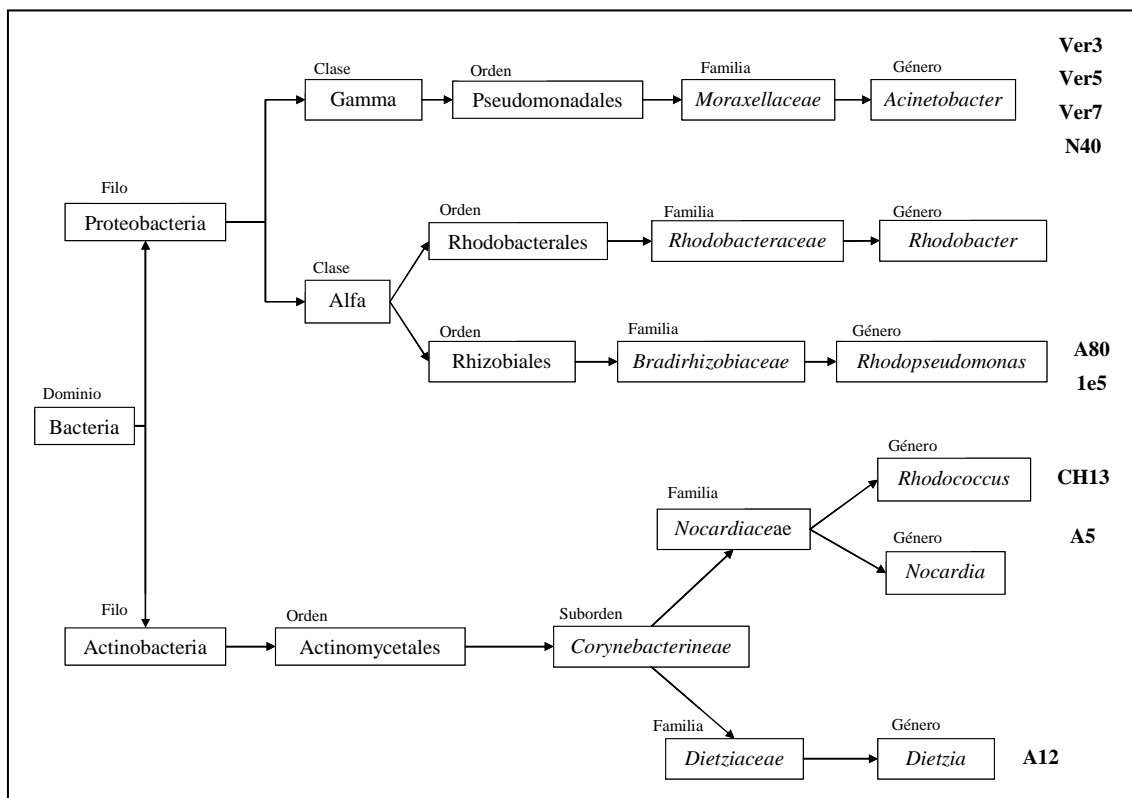 Ver3
Clase
Orden
Familia
Género
Gamma
Pseudomonadales
Moraxellaceae
Acinetobacter
Ver5
Ver7
N40
Filo
Proteobacteria
Orden
Familia
Género
Rhodobacterales
Rhodobacteraceae
Rhodobacter
Clase
Alfa
Orden
Familia
Género
Rhizobiales
Bradirhizobiaceae
Rhodopseudomonas
A80
1e5
Dominio
Bacteria
Género
Rhodococcus
CH13
Familia
Nocardiaceae
A5
Género
Nocardia
Filo
Actinobacteria
Orden
Actinomycetales
Suborden
Corynebacterineae
Familia
Dietziaceae
Género
Dietzia
A12